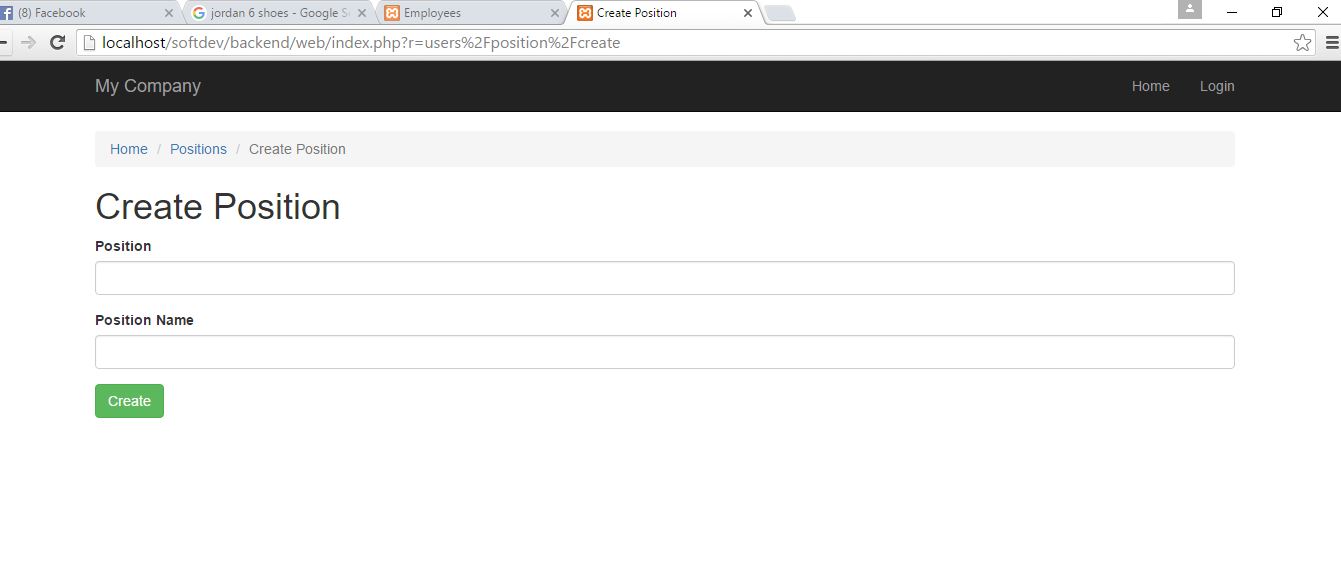 (8) Facebook
jordan 6 shoes - Google S
Employees
Create Position
localhost/softdev/backend/web/index.php?r=users%2Fposition%2Fcreate
My Company
Home
Login
Home / Positions / Create Position
Create Position
Position
Position Name
Create